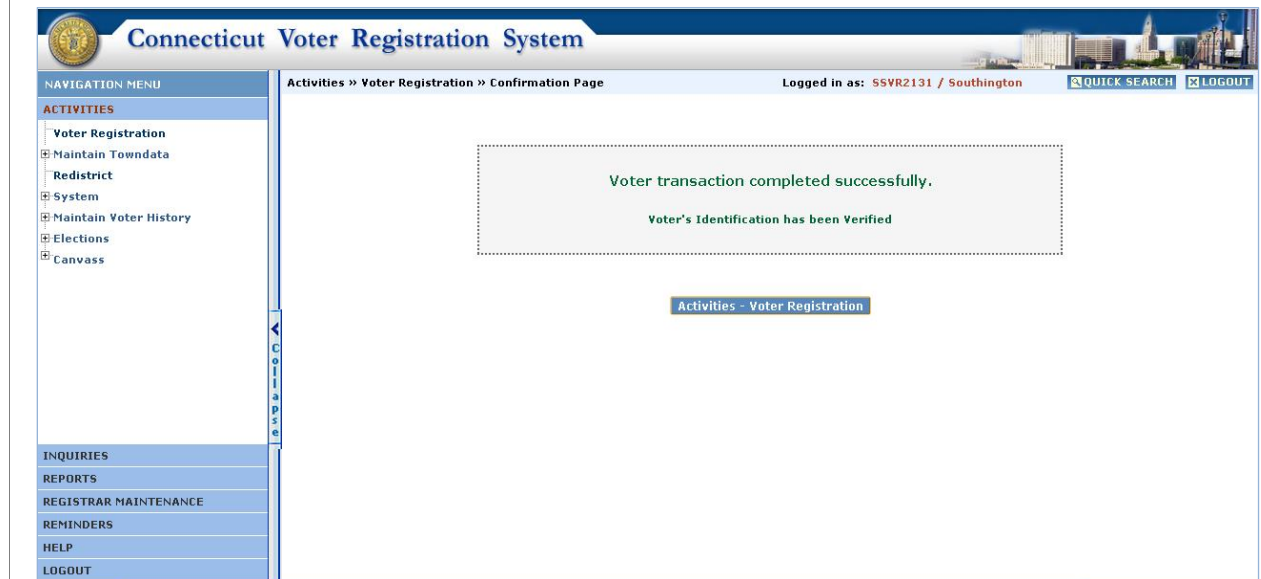 Connecticut Voter Registration System
NAVIGATION MENU
Activities » Voter Registration » Confirmation Page
Logged in as: SSVR2131 / Southington
QUICK SEARCH
LOGOUT
ACTIVITIES
Voter Registration
Maintain Towndata
Redistrict
System
Maintain Voter History
Elections
Canvass
Voter transaction completed successfully.
Voter's Identification has been Verified
Activities - Voter Registration
Collapse
INQUIRIES
REPORTS
REGISTRAR MAINTENANCE
REMINDERS
HELP
LOGOUT